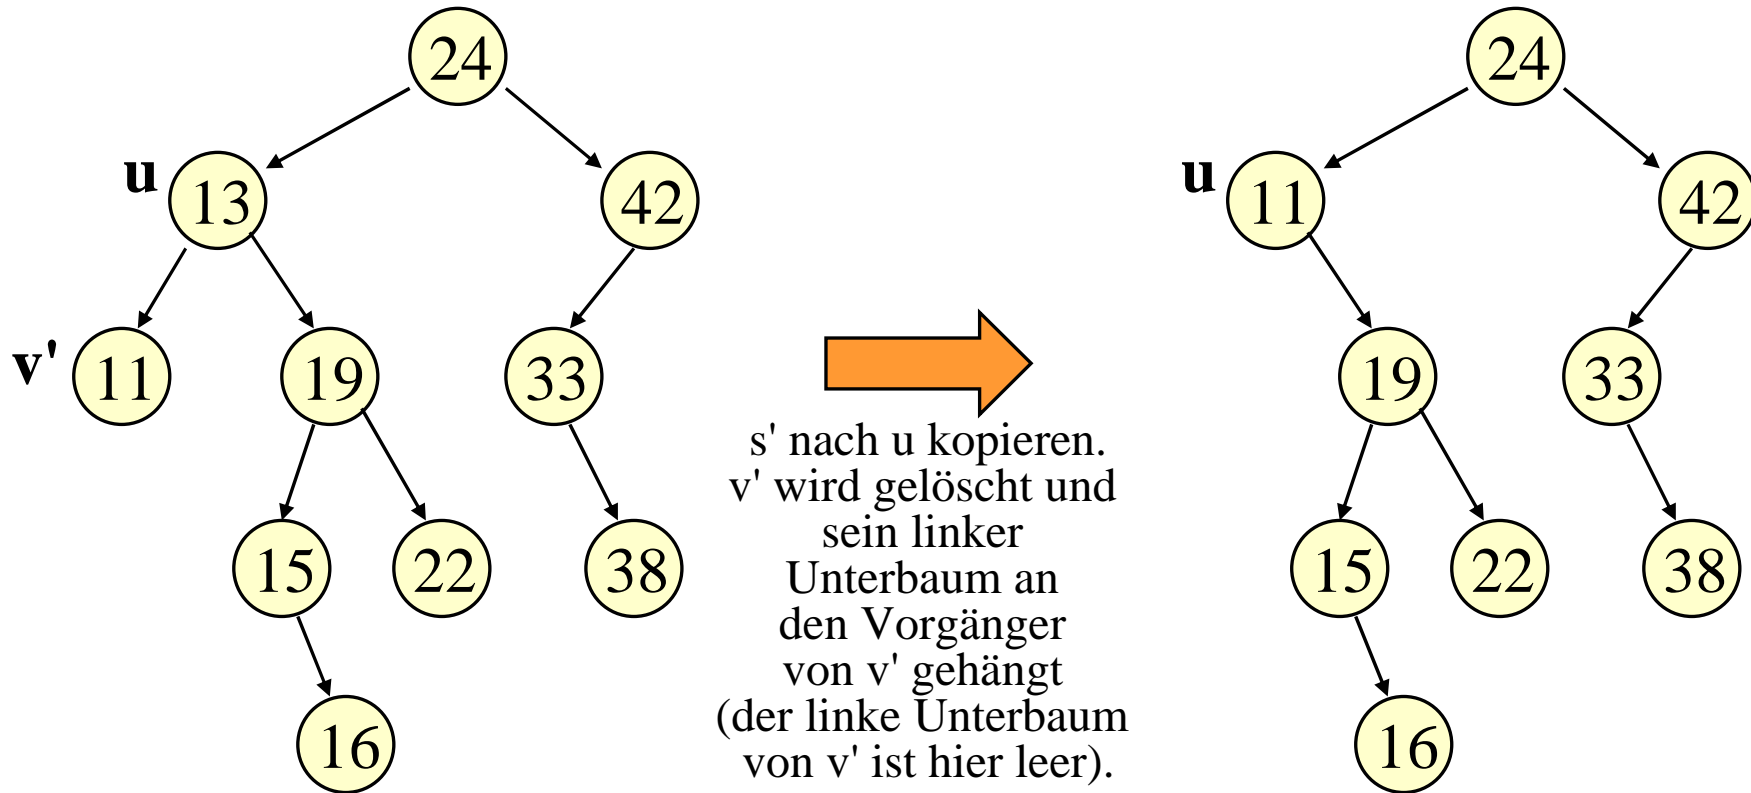 24
24
u
13
42
u
11
42
v'
11
19
33
19
33
s' nach u kopieren.
v' wird gelöscht und
sein linker
Unterbaum an
den Vorgänger
von v' gehängt
(der linke Unterbaum
von v' ist hier leer).
15
22
38
15
22
38
16
16